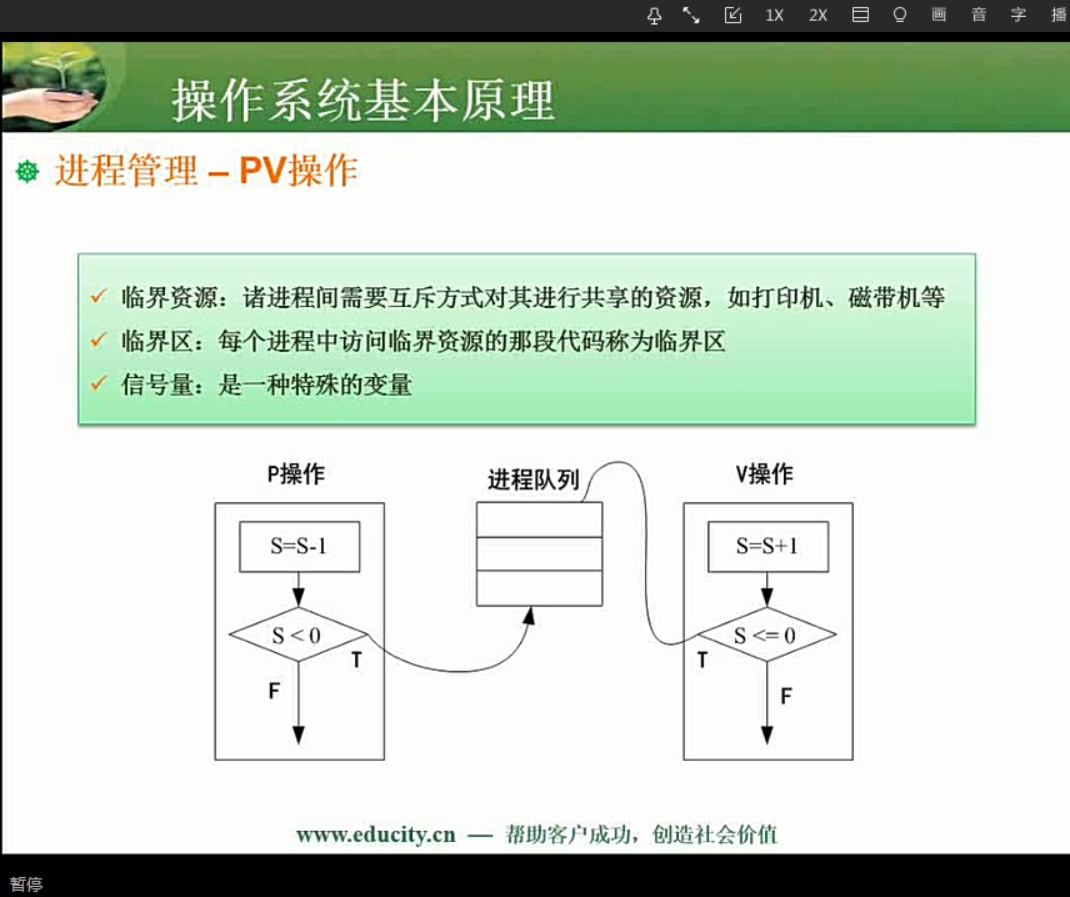 1X 2X 画 音 字 播
操作系统基本原理
进程管理 – PV操作
临界资源：诸进程间需要互斥方式对其进行共享的资源，如打印机、磁带机等
临界区：每个进程中访问临界资源的那段代码称为临界区
信号量：是一种特殊的变量
P操作 进程队列 V操作
S=S-1 S=S+1
S < 0 S <= 0
T T
F F
www.educity.cn — 帮助客户成功，创造社会价值
暂停